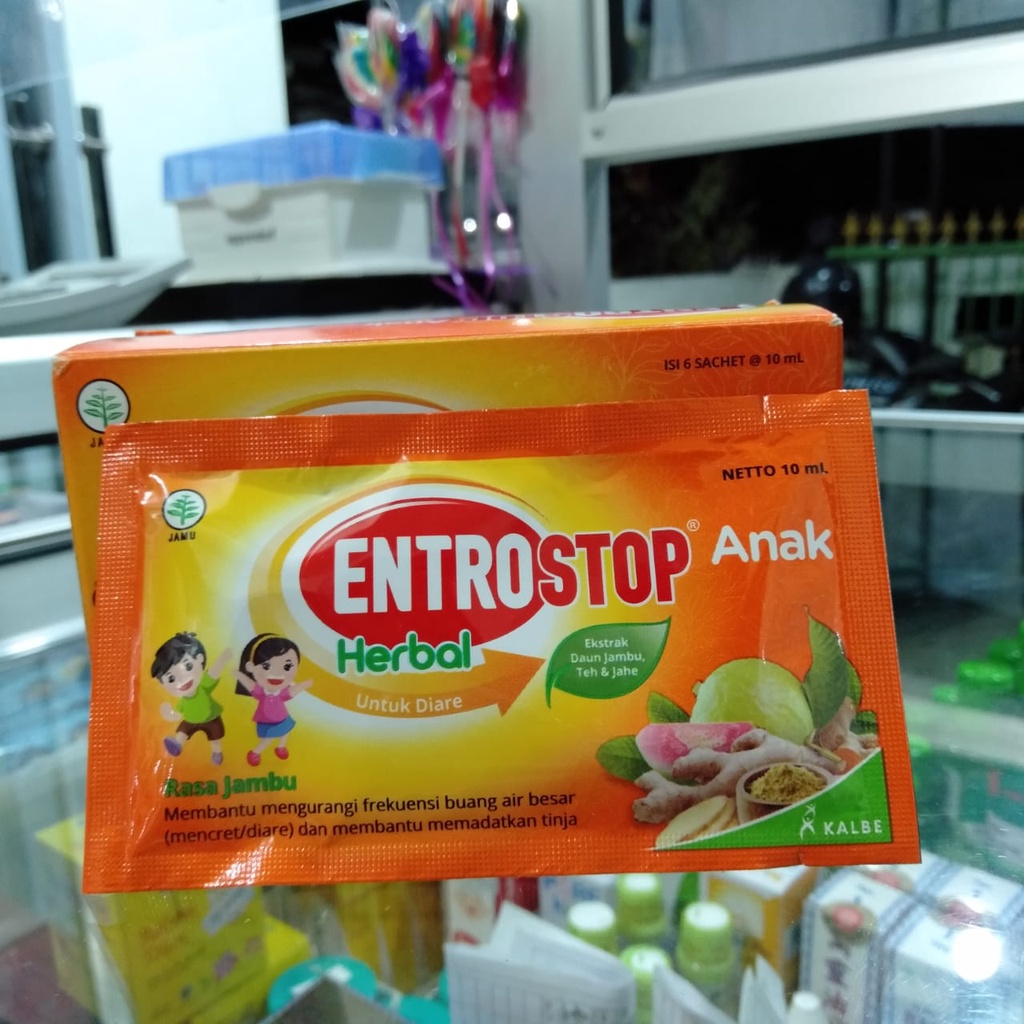 ISI 6 SACHET @ 10 mL
NETTO 10 mL
JAMU
ENTROSTOP® Anak
Herbal
Untuk Diare
Ekstrak
Daun Jambu,
Teh & Jahe
Rasa Jambu
Membantu mengurangi frekuensi buang air besar
(mencret/diare) dan membantu memadatkan tinja
KALBE